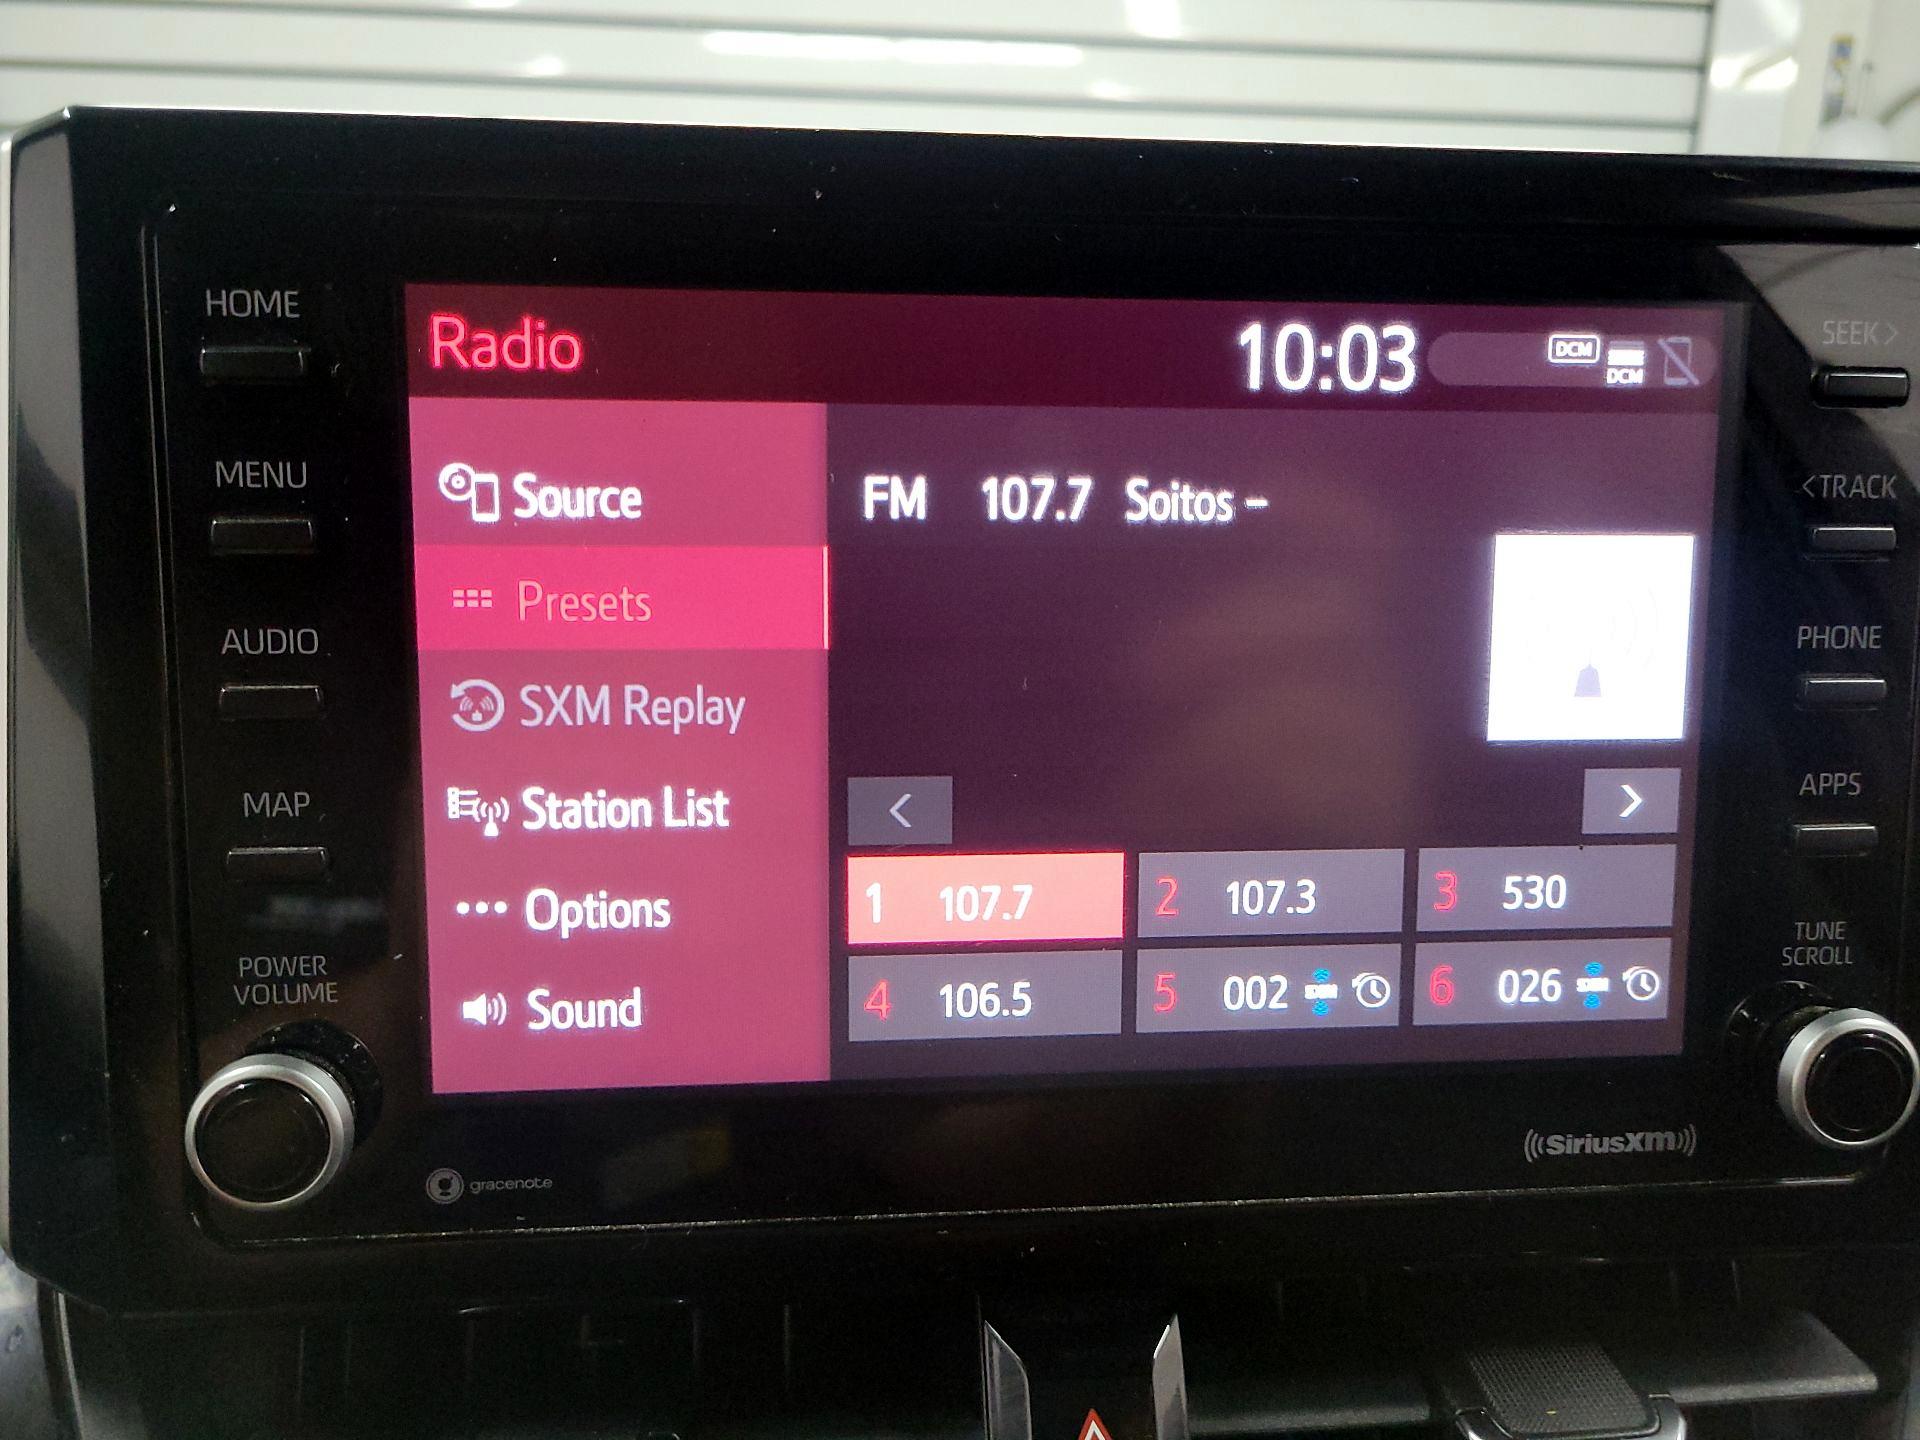 HOME
MENU
AUDIO
MAP
POWER
VOLUME
Radio
10:03
DCM
DCM
Source
Presets
SXM Replay
Station List
Options
Sound
FM 107.7 Soitos –
<
>
1 107.7
2 107.3
3 530
4 106.5
5 002 SXM
6 026 SXM
SEEK>
<TRACK
PHONE
APPS
TUNE
SCROLL
gracenote
((SiriusXM))